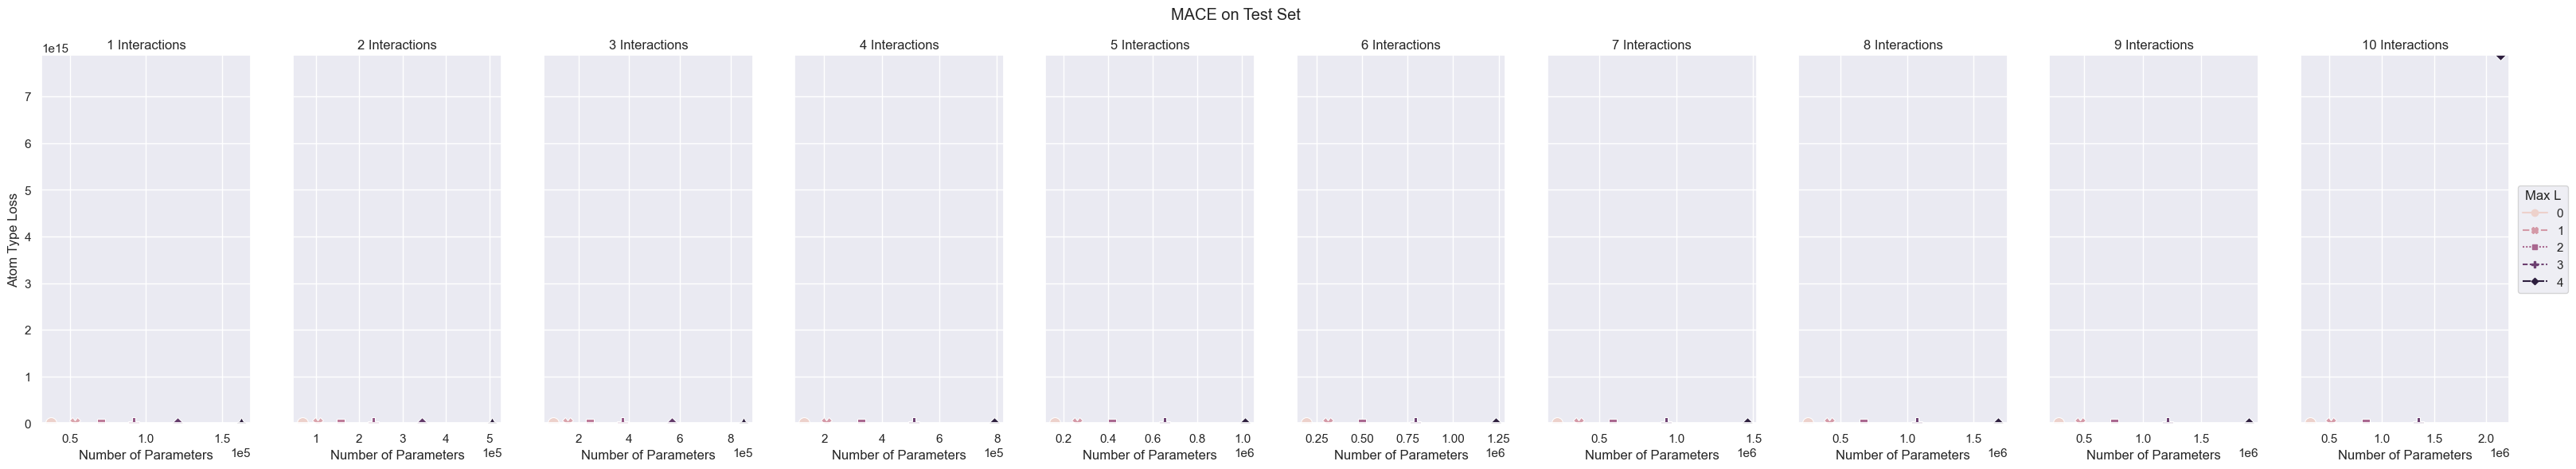 MACE on Test Set
1e15
1 Interactions
2 Interactions
3 Interactions
4 Interactions
5 Interactions
6 Interactions
7 Interactions
8 Interactions
9 Interactions
10 Interactions
Atom Type Loss
7
6
5
4
3
2
1
0
0.5 1.0 1.5
1 2 3 4 5
2 4 6 8
2 4 6 8
0.2 0.4 0.6 0.8 1.0
0.25 0.50 0.75 1.00 1.25
0.5 1.0 1.5
0.5 1.0 1.5
0.5 1.0 1.5
0.5 1.0 1.5 2.0
Number of Parameters 1e5
Number of Parameters 1e5
Number of Parameters 1e5
Number of Parameters 1e5
Number of Parameters 1e6
Number of Parameters 1e6
Number of Parameters 1e6
Number of Parameters 1e6
Number of Parameters 1e6
Number of Parameters 1e6
Max L
0
1
2
3
4